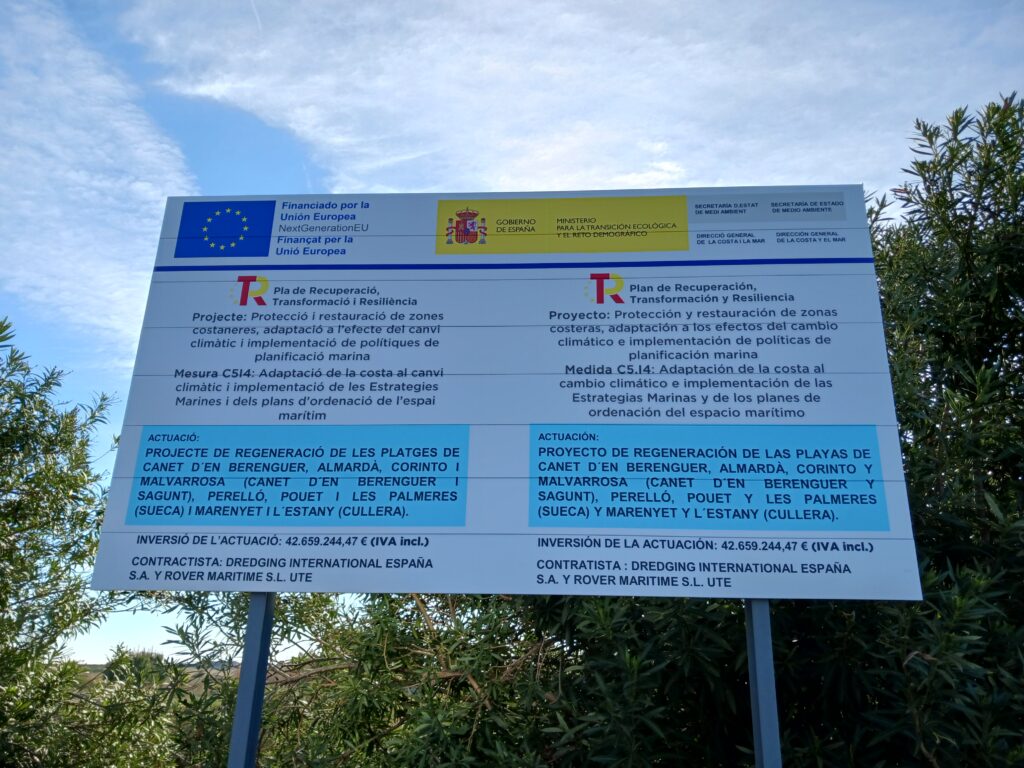 Financiado por la
Unión Europea
NextGenerationEU
Finançat per la
Unió Europea
GOBIERNO
DE ESPAÑA
MINISTERIO
PARA LA TRANSICIÓN ECOLÓGICA
Y EL RETO DEMOGRÁFICO
SECRETARIA D,ESTAT
DE MEDI AMBIENT
SECRETARÍA DE ESTADO
DE MEDIO AMBIENTE
DIRECCIÓ GENERAL
DE LA COSTA I LA MAR
DIRECCIÓN GENERAL
DE LA COSTA Y EL MAR
TR
Pla de Recuperació,
Transformació i Resiliència
Projecte: Protecció i restauració de zones
costaneres, adaptació a l'efecte del canvi
climàtic i implementació de polítiques de
planificació marina
Mesura C5I4: Adaptació de la costa al canvi
climàtic i implementació de les Estrategies
Marines i dels plans d'ordenació de l'espai
marítim
ACTUACIÓ:
PROJECTE DE REGENERACIÓ DE LES PLATGES DE
CANET D´EN BERENGUER, ALMARDÀ, CORINTO I
MALVARROSA (CANET D´EN BERENGUER I
SAGUNT), PERELLÓ, POUET I LES PALMERES
(SUECA) I MARENYET I L´ESTANY (CULLERA).
INVERSIÓ DE L'ACTUACIÓ: 42.659.244,47 € (IVA incl.)
CONTRACTISTA: DREDGING INTERNATIONAL ESPAÑA
S.A. Y ROVER MARITIME S.L. UTE
TR
Plan de Recuperación,
Transformación y Resiliencia
Proyecto: Protección y restauración de zonas
costeras, adaptación a los efectos del cambio
climático e implementación de políticas de
planificación marina
Medida C5.I4: Adaptación de la costa al
cambio climático e implementación de las
Estrategias Marinas y de los planes de
ordenación del espacio marítimo
ACTUACIÓN:
PROYECTO DE REGENERACIÓN DE LAS PLAYAS DE
CANET D´EN BERENGUER, ALMARDÀ, CORINTO Y
MALVARROSA (CANET D´EN BERENGUER Y
SAGUNT), PERELLÓ, POUET Y LES PALMERES
(SUECA) Y MARENYET Y L´ESTANY (CULLERA).
INVERSIÓN DE LA ACTUACIÓN: 42.659.244,47 € (IVA incl.)
CONTRATISTA : DREDGING INTERNATIONAL ESPAÑA
S.A. Y ROVER MARITIME S.L. UTE